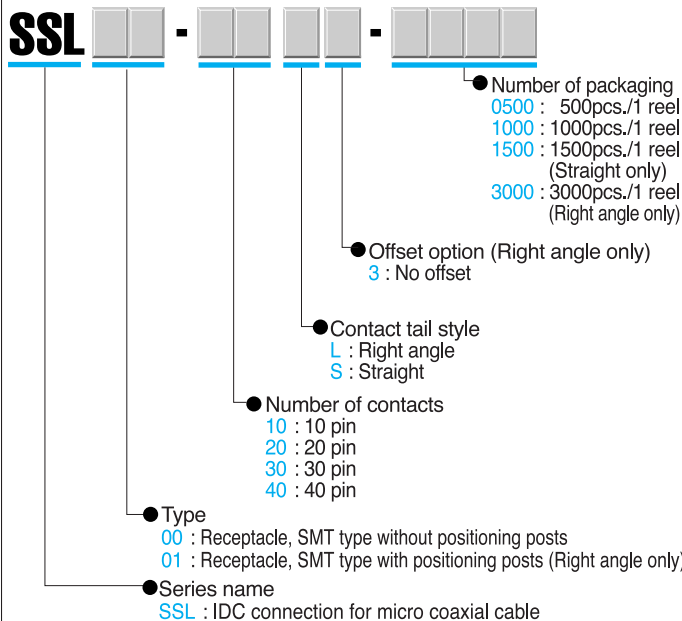 SSL - -
Number of packaging
0500 : 500pcs./1 reel
1000 : 1000pcs./1 reel
1500 : 1500pcs./1 reel
(Straight only)
3000 : 3000pcs./1 reel
(Right angle only)
Offset option (Right angle only)
3 : No offset
Contact tail style
L : Right angle
S : Straight
Number of contacts
10 : 10 pin
20 : 20 pin
30 : 30 pin
40 : 40 pin
Type
00 : Receptacle, SMT type without positioning posts
01 : Receptacle, SMT type with positioning posts (Right angle only)
Series name
SSL : IDC connection for micro coaxial cable